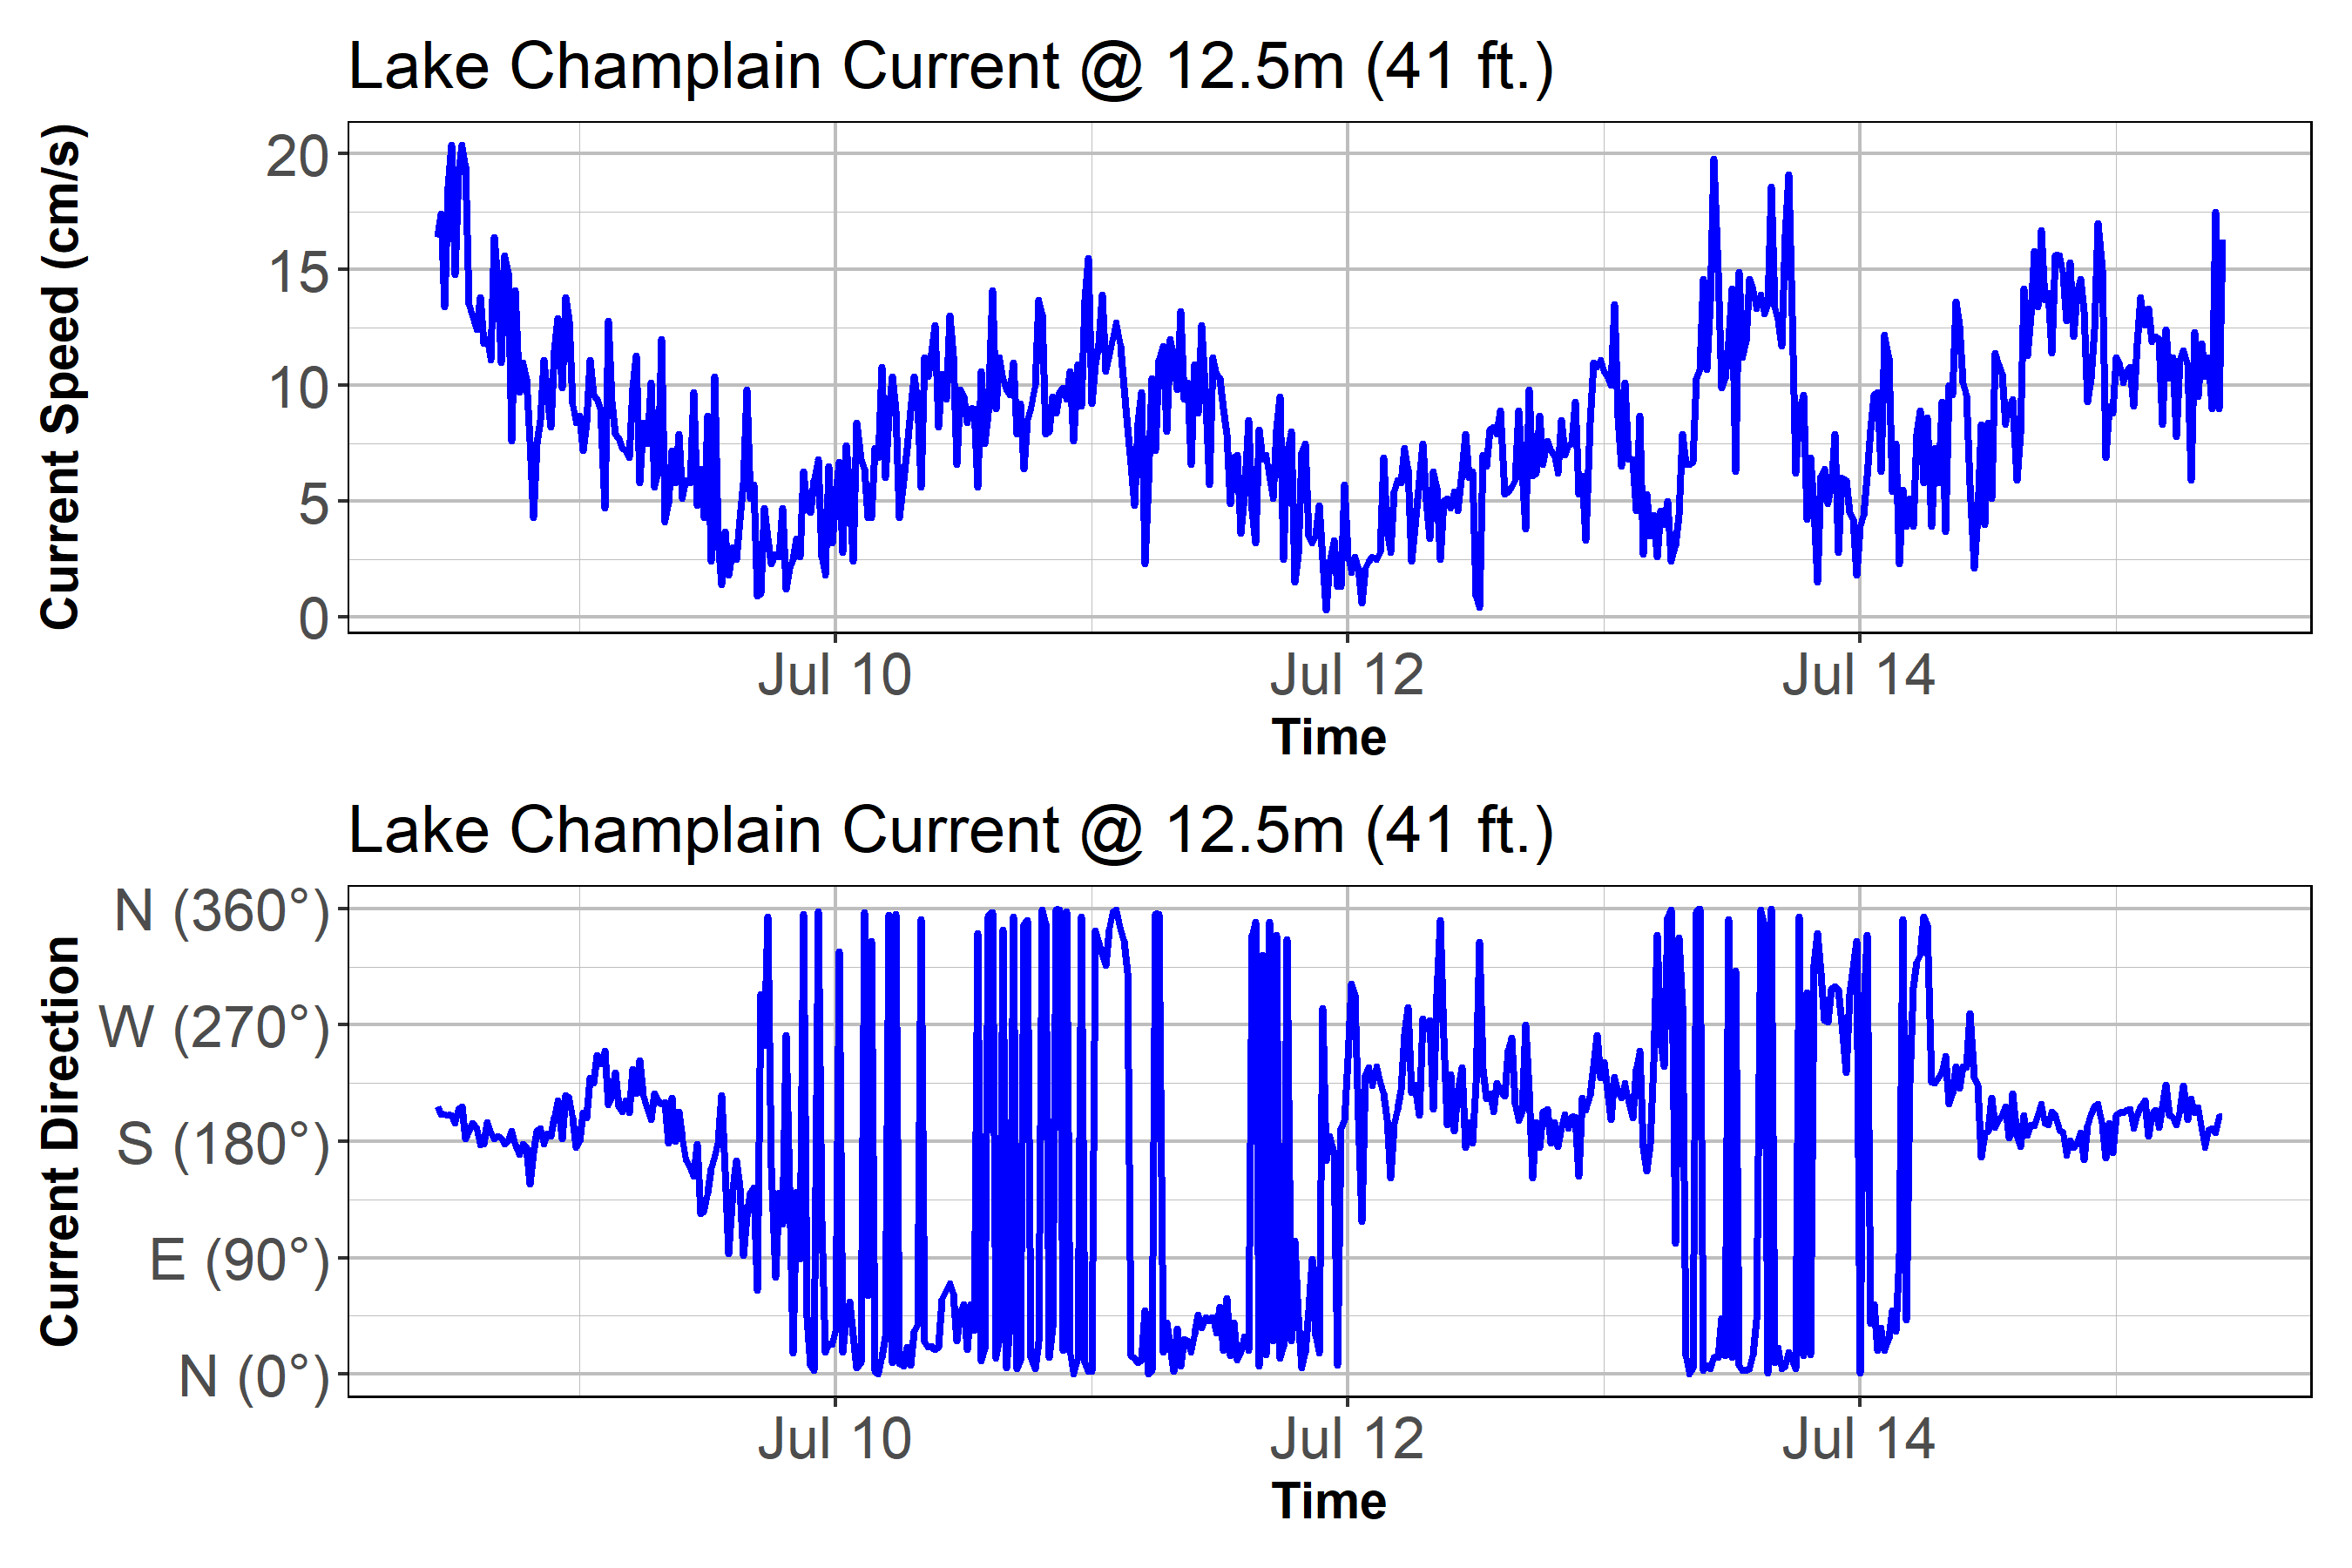 Lake Champlain Current @ 12.5m (41 ft.)
Current Speed (cm/s)
20
15
10
5
0
Jul 10 Jul 12 Jul 14
Time
Lake Champlain Current @ 12.5m (41 ft.)
Current Direction
N (360°)
W (270°)
S (180°)
E (90°)
N (0°)
Jul 10 Jul 12 Jul 14
Time